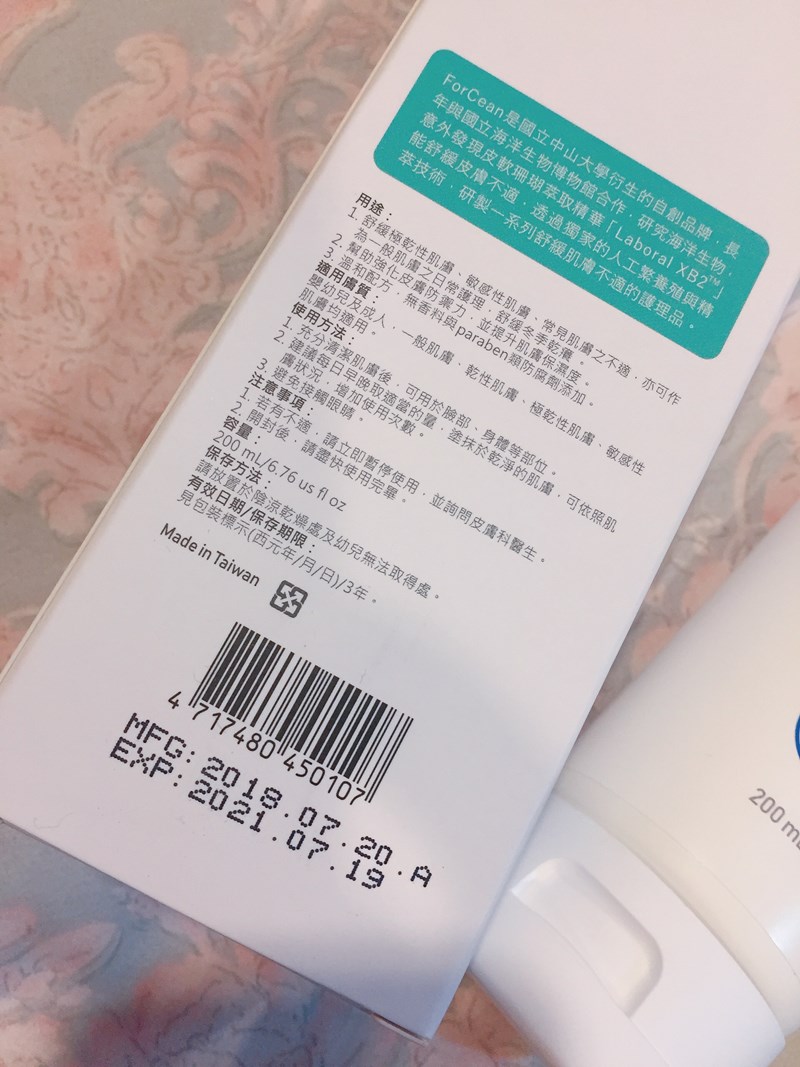 ForCean是國立中山大學衍生的自創品牌，長
年與國立海洋生物博物館合作，研究海洋生物，
意外發現皮軟珊瑚萃取精華「Laboral XB2™」
能舒緩皮膚不適，透過獨家的人工繁養殖與精
萃技術，研製一系列舒緩肌膚不適的護理品。
用途：
1. 舒緩極乾性肌膚、敏感性肌膚、常見肌膚之不適，亦可作
為一般肌膚之日常護理，舒緩冬季乾癢。
2. 幫助強化皮膚防禦力，並提升肌膚保濕度。
3. 溫和配方，無香料與paraben類防腐劑添加。
適用膚質：
嬰幼兒及成人，一般肌膚、乾性肌膚、極乾性肌膚、敏感性
肌膚均適用。
使用方法：
1. 充分清潔肌膚後，可用於臉部、身體等部位。
2. 建議每日早晚取適當的量，塗抹於乾淨的肌膚，可依照肌
膚狀況，增加使用次數。
3. 避免接觸眼睛。
注意事項：
1. 若有不適，請立即暫停使用，並詢問皮膚科醫生。
2. 開封後，請盡快使用完畢。
容量：
200 mL/6.76 us fl oz
保存方法：
請放置於陰涼乾燥處及幼兒無法取得處。
有效日期/保存期限：
見包裝標示(西元年/月/日)/3年。
Made in Taiwan
4 717480 450107
MFG: 2018.07.20.A
EXP: 2021.07.19
200 mL